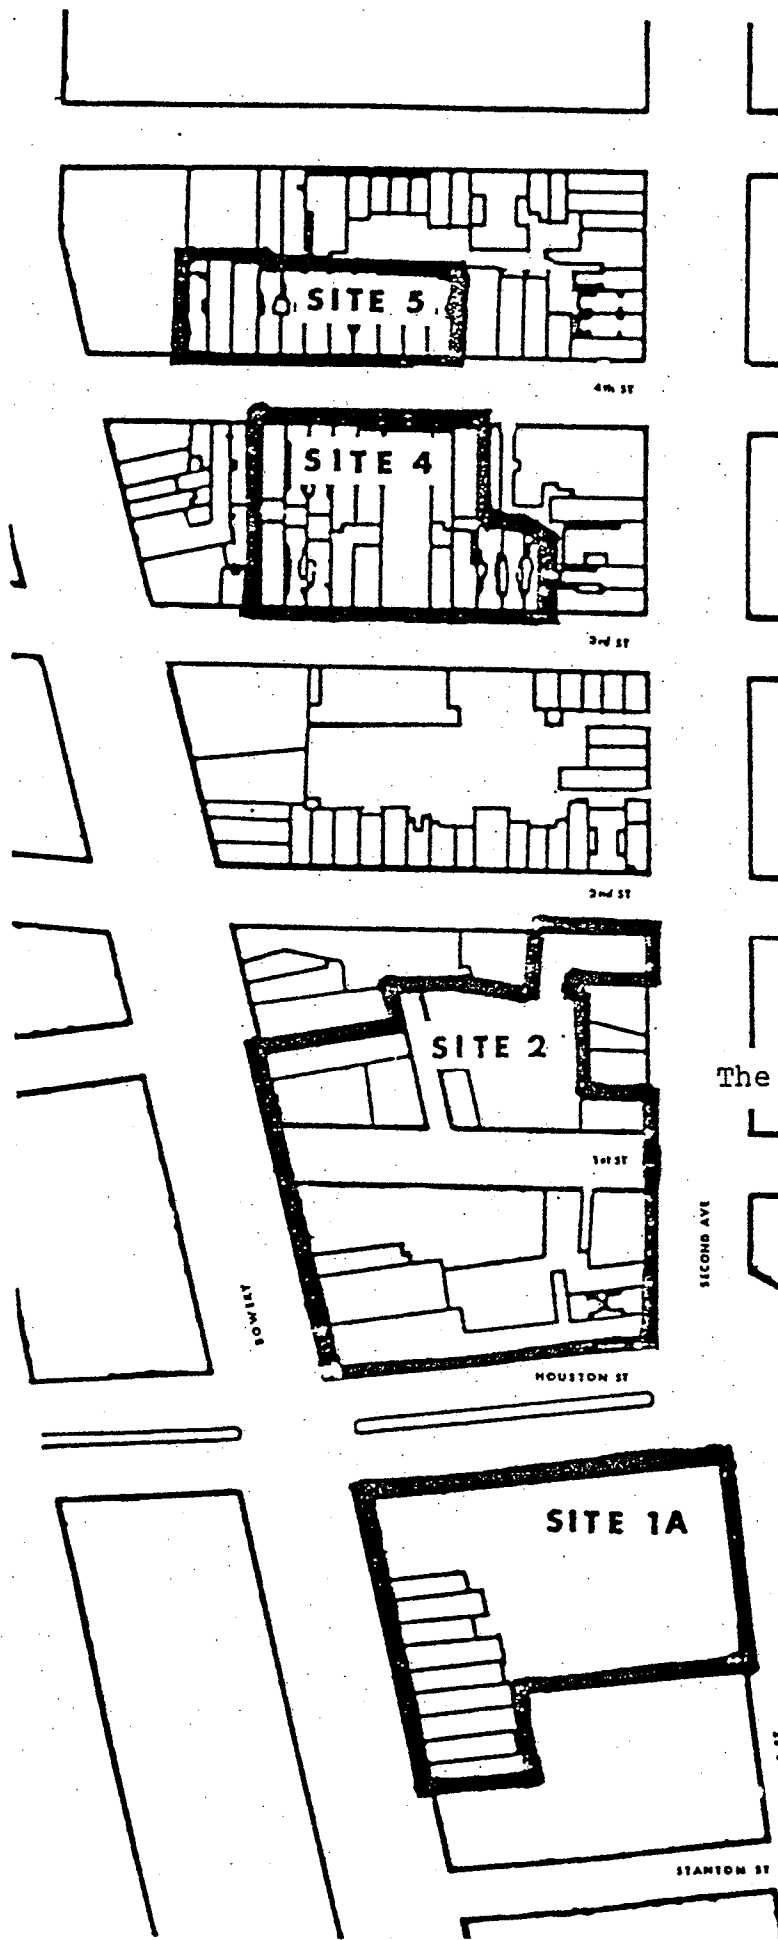 SITE 5
4th ST
SITE 4
3rd ST
2nd ST
SITE 2
The
1st ST
SECOND AVE
BOWERY
HOUSTON ST
SITE 1A
STANTON ST